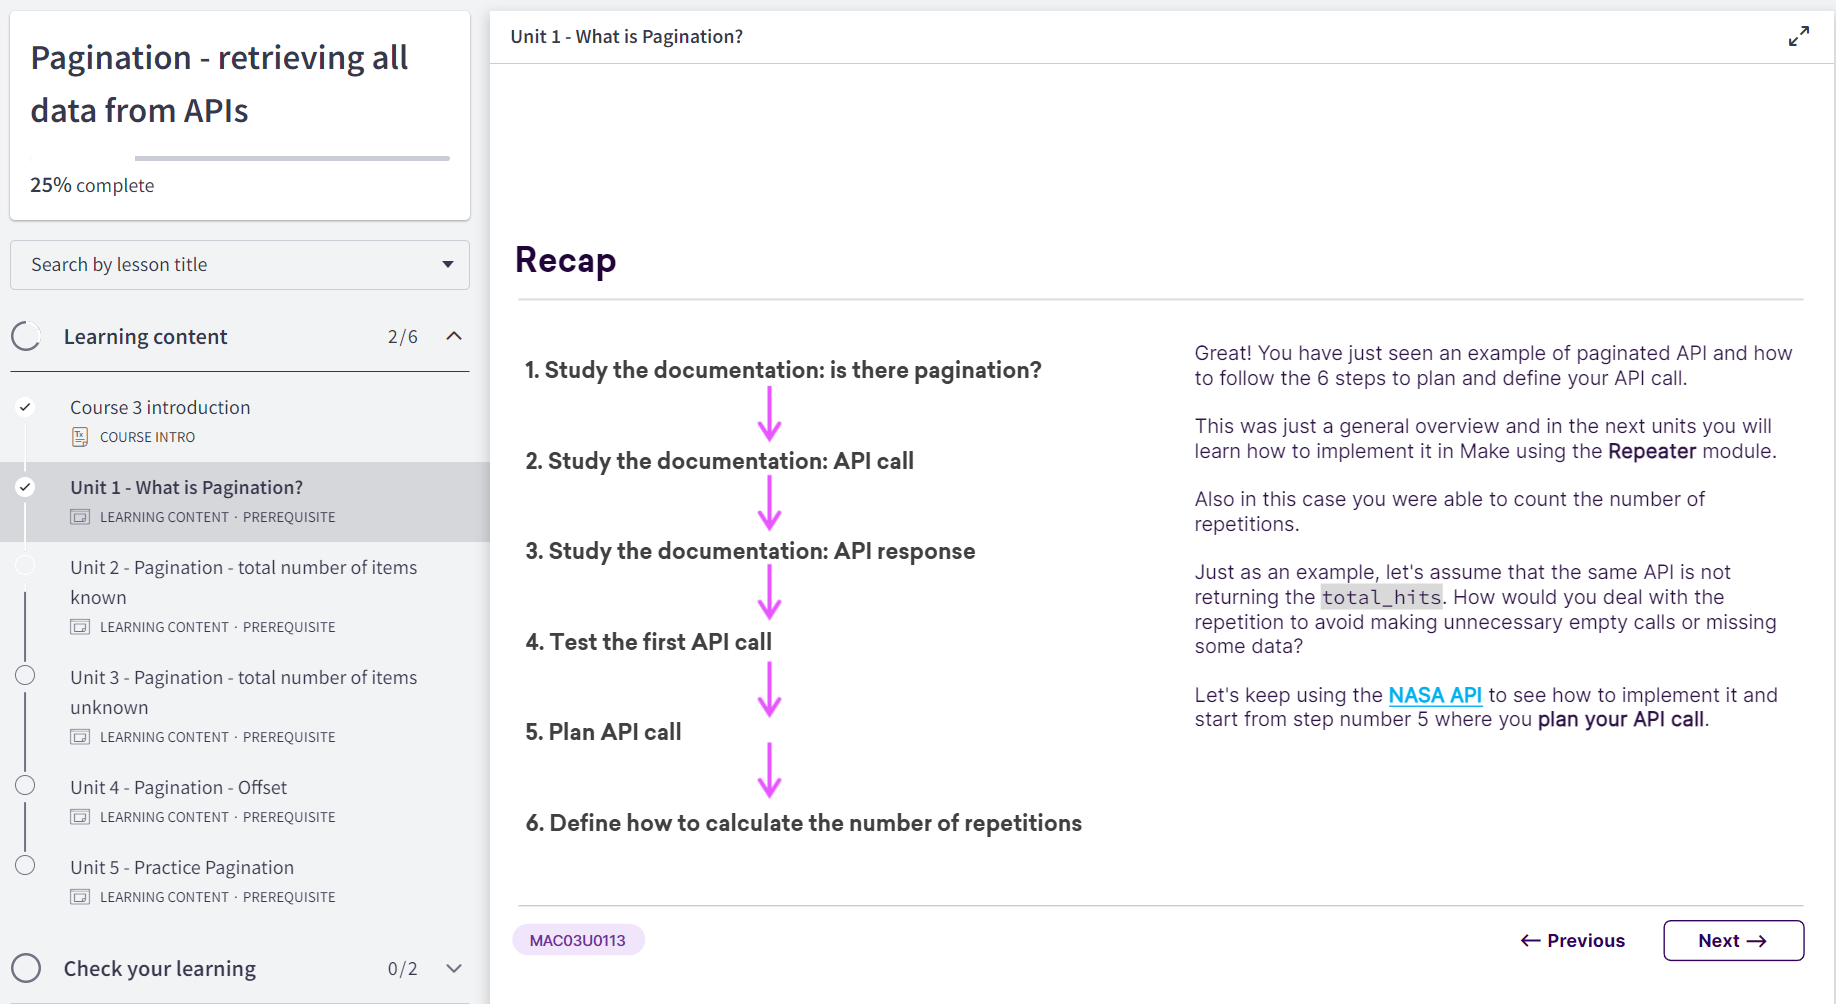 Pagination - retrieving all
data from APIs
25% complete
Search by lesson title
Learning content 2/6
Course 3 introduction
COURSE INTRO
Unit 1 - What is Pagination?
LEARNING CONTENT · PREREQUISITE
Unit 2 - Pagination - total number of items
known
LEARNING CONTENT · PREREQUISITE
Unit 3 - Pagination - total number of items
unknown
LEARNING CONTENT · PREREQUISITE
Unit 4 - Pagination - Offset
LEARNING CONTENT · PREREQUISITE
Unit 5 - Practice Pagination
LEARNING CONTENT · PREREQUISITE
Check your learning 0/2
Unit 1 - What is Pagination?
Recap
1. Study the documentation: is there pagination?
2. Study the documentation: API call
3. Study the documentation: API response
4. Test the first API call
5. Plan API call
6. Define how to calculate the number of repetitions
Great! You have just seen an example of paginated API and how
to follow the 6 steps to plan and define your API call.
This was just a general overview and in the next units you will
learn how to implement it in Make using the Repeater module.
Also in this case you were able to count the number of
repetitions.
Just as an example, let's assume that the same API is not
returning the total_hits. How would you deal with the
repetition to avoid making unnecessary empty calls or missing
some data?
Let's keep using the NASA API to see how to implement it and
start from step number 5 where you plan your API call.
MAC03U0113
← Previous
Next →